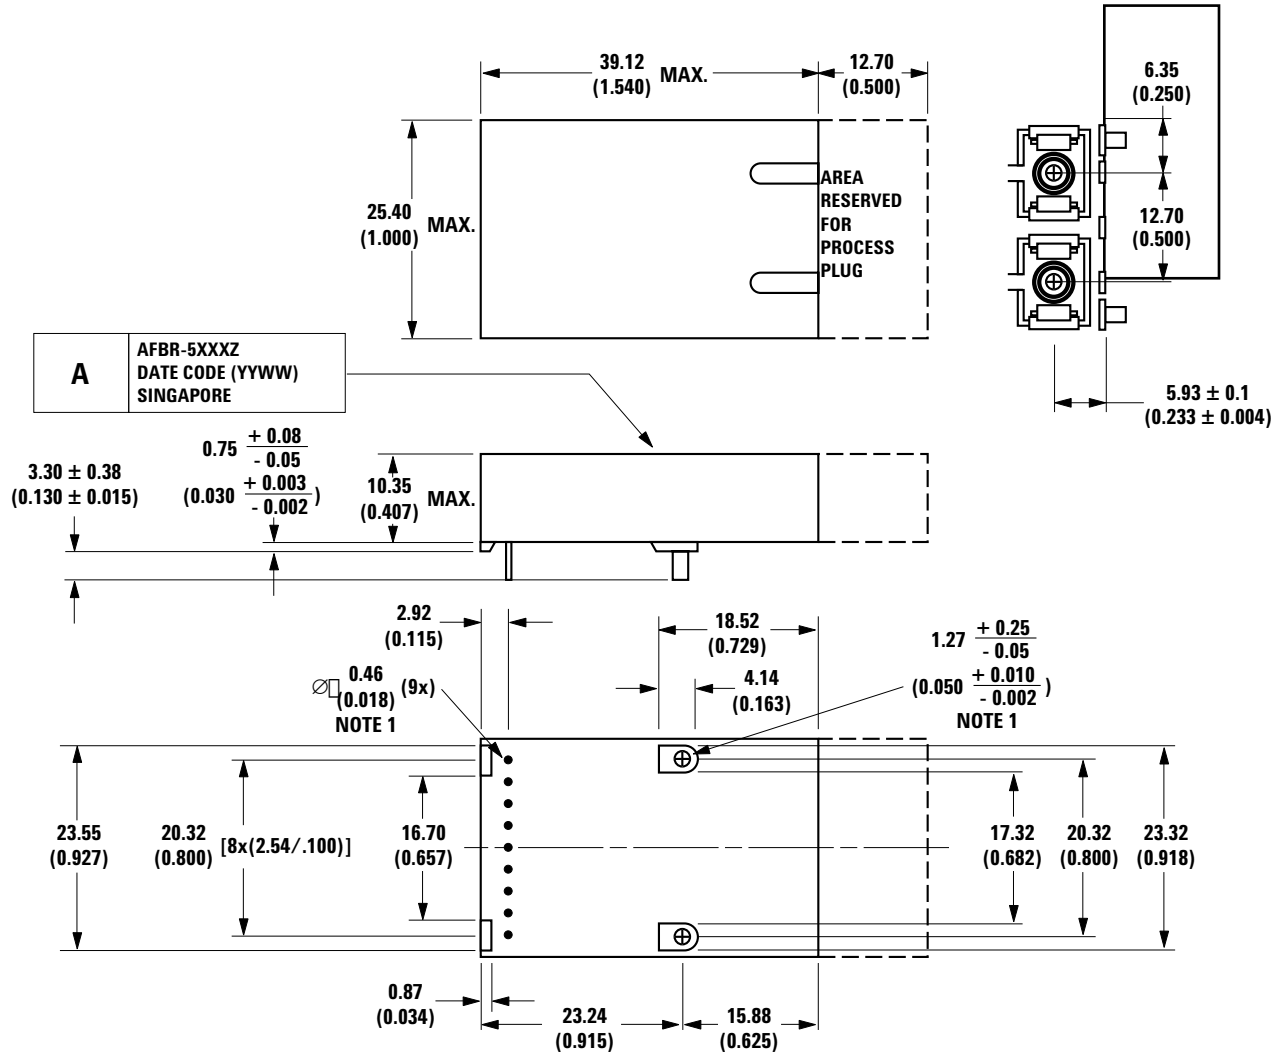 39.12
(1.540) MAX.
12.70
(0.500)
6.35
(0.250)
25.40
(1.000) MAX.
AREA
RESERVED
FOR
PROCESS
PLUG
12.70
(0.500)
A
AFBR-5XXXZ
DATE CODE (YYWW)
SINGAPORE
5.93 ± 0.1
(0.233 ± 0.004)
3.30 ± 0.38
(0.130 ± 0.015)
0.75 + 0.08
- 0.05
(0.030 + 0.003
- 0.002 )
10.35
(0.407) MAX.
2.92
(0.115)
18.52
(0.729)
1.27 + 0.25
- 0.05
(0.050 + 0.010
- 0.002 )
NOTE 1
4.14
(0.163)
Ø 0.46
(0.018) (9x)
NOTE 1
23.55
(0.927)
20.32
(0.800) [8x(2.54/.100)]
16.70
(0.657)
17.32
(0.682)
20.32
(0.800)
23.32
(0.918)
0.87
(0.034)
23.24
(0.915)
15.88
(0.625)